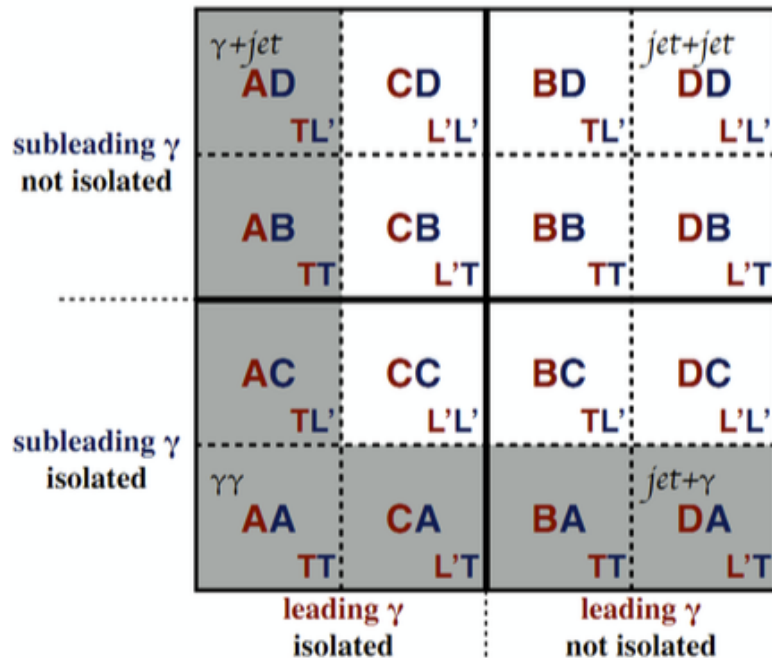 γ+jet jet+jet
AD CD BD DD
TL' L'L' TL' L'L'
subleading γ
not isolated
AB CB BB DB
TT L'T TT L'T
AC CC BC DC
TL' L'L' TL' L'L'
subleading γ
isolated
γγ jet+γ
AA CA BA DA
TT L'T TT L'T
leading γ leading γ
isolated not isolated